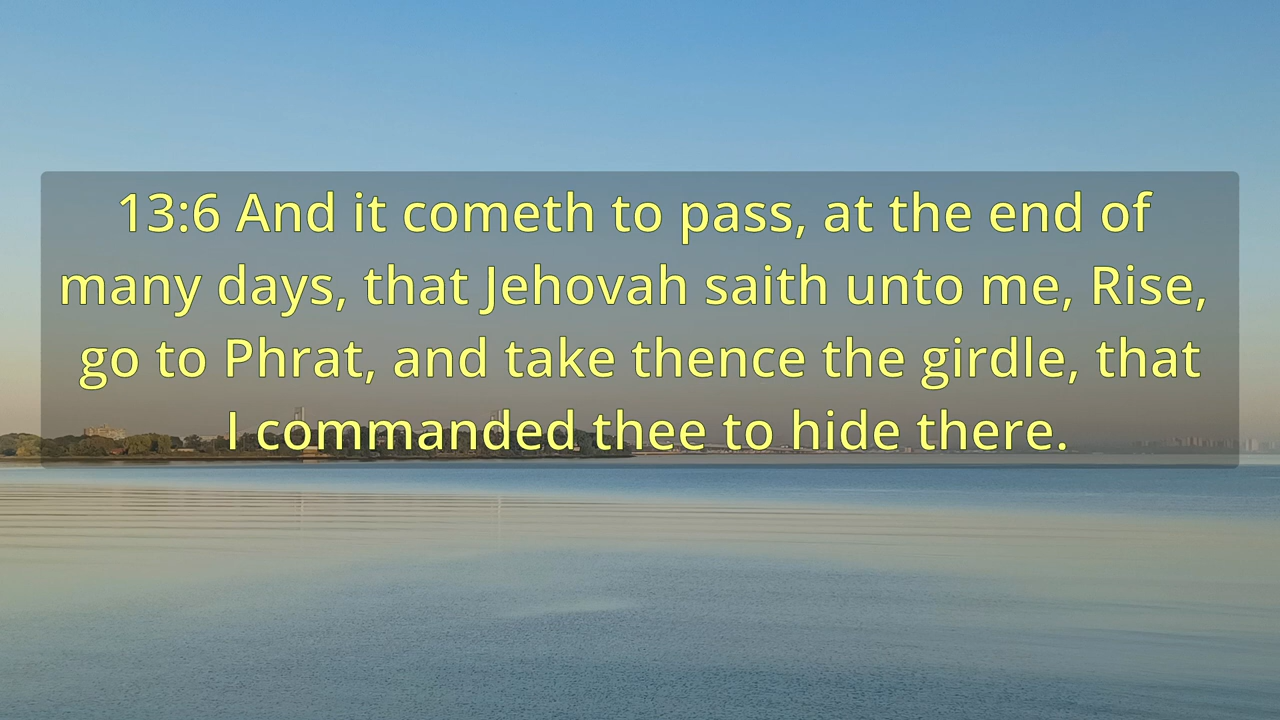 13:6 And it cometh to pass, at the end of
many days, that Jehovah saith unto me, Rise,
go to Phrat, and take thence the girdle, that
I commanded thee to hide there.